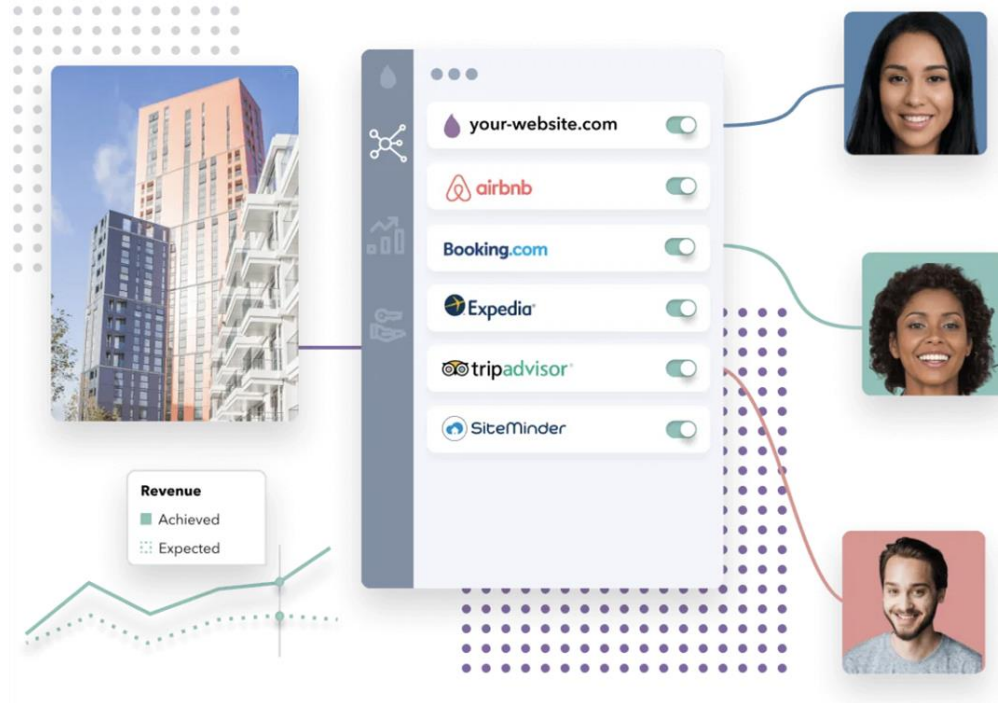 your-website.com
airbnb
Booking.com
Expedia®
tripadvisor®
SiteMinder
Revenue
Achieved
Expected